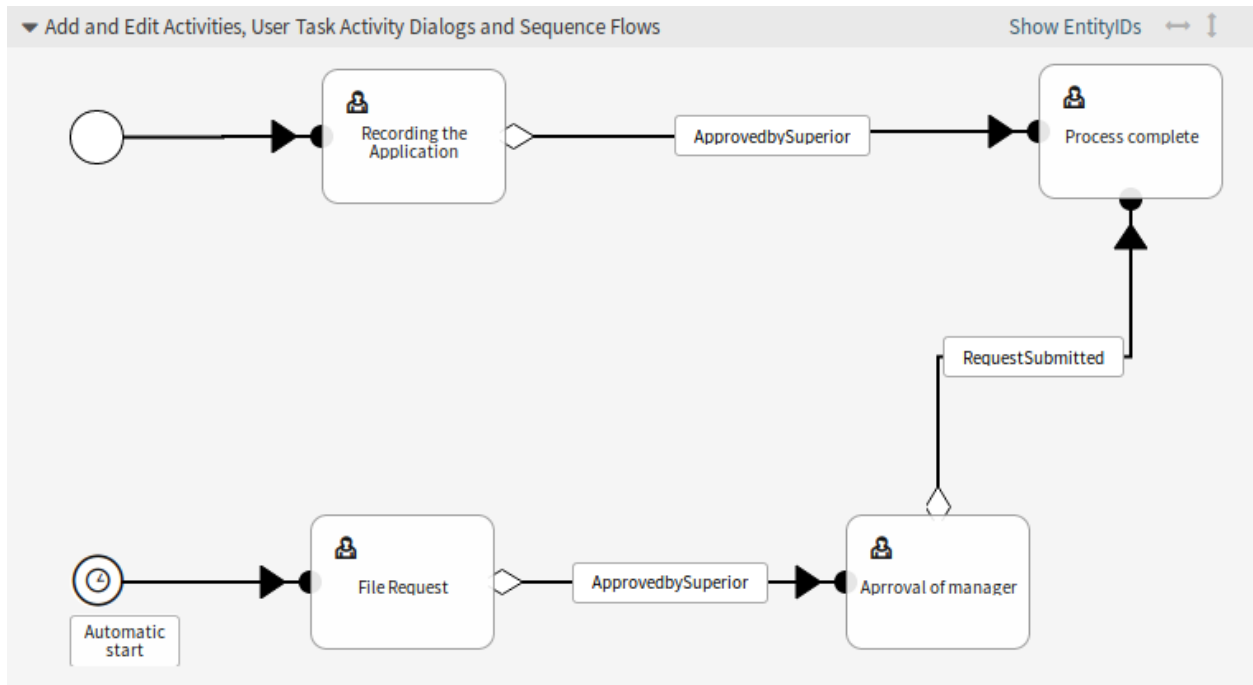 Add and Edit Activities, User Task Activity Dialogs and Sequence Flows
Show EntityIDs
Recording the
Application
ApprovedbySuperior
Process complete
RequestSubmitted
File Request
ApprovedbySuperior
Aprroval of manager
Automatic
start